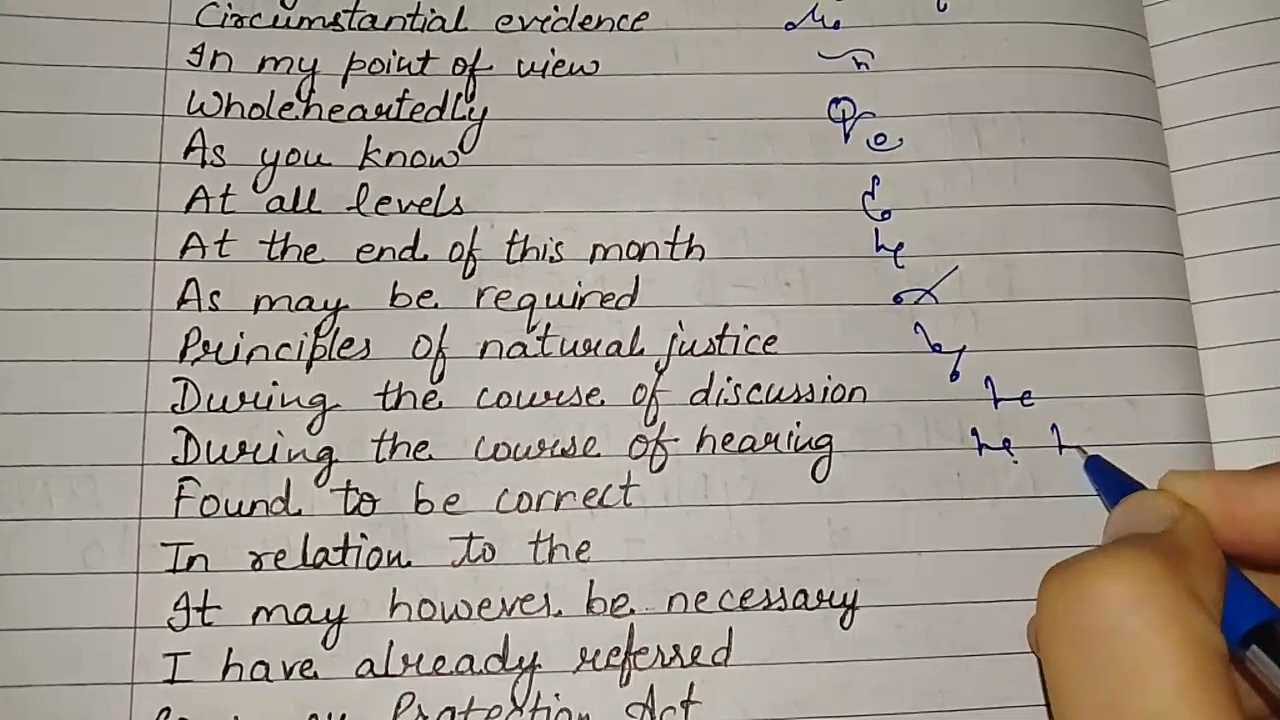 Circumstantial evidence
In my point of view
Wholeheartedly
As you know
At all levels
At the end of this month
As may be required
Principles of natural justice
During the course of discussion
During the course of hearing
Found to be correct
In relation to the
It may however be necessary
I have already referred
Protection Act